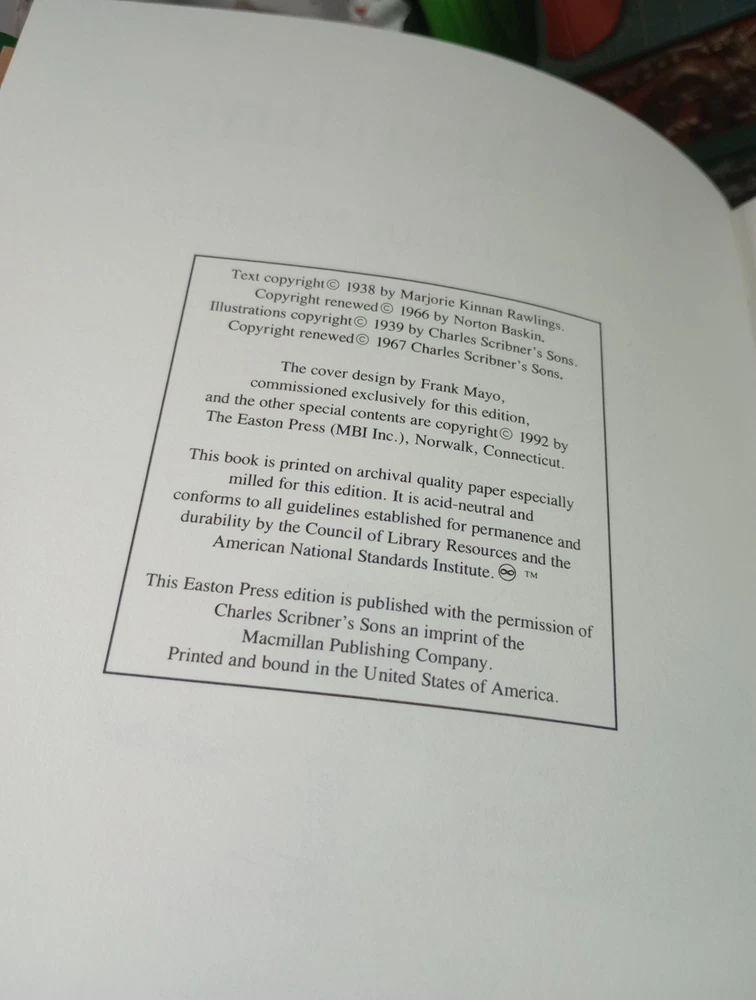 Text copyright© 1938 by Marjorie Kinnan Rawlings.
Copyright renewed© 1966 by Norton Baskin.
Illustrations copyright© 1939 by Charles Scribner's Sons.
Copyright renewed© 1967 Charles Scribner's Sons.
The cover design by Frank Mayo,
commissioned exclusively for this edition,
and the other special contents are copyright© 1992 by
The Easton Press (MBI Inc.), Norwalk, Connecticut.
This book is printed on archival quality paper especially
milled for this edition. It is acid-neutral and
conforms to all guidelines established for permanence and
durability by the Council of Library Resources and the
American National Standards Institute. ♾ ™
This Easton Press edition is published with the permission of
Charles Scribner's Sons an imprint of the
Macmillan Publishing Company.
Printed and bound in the United States of America.